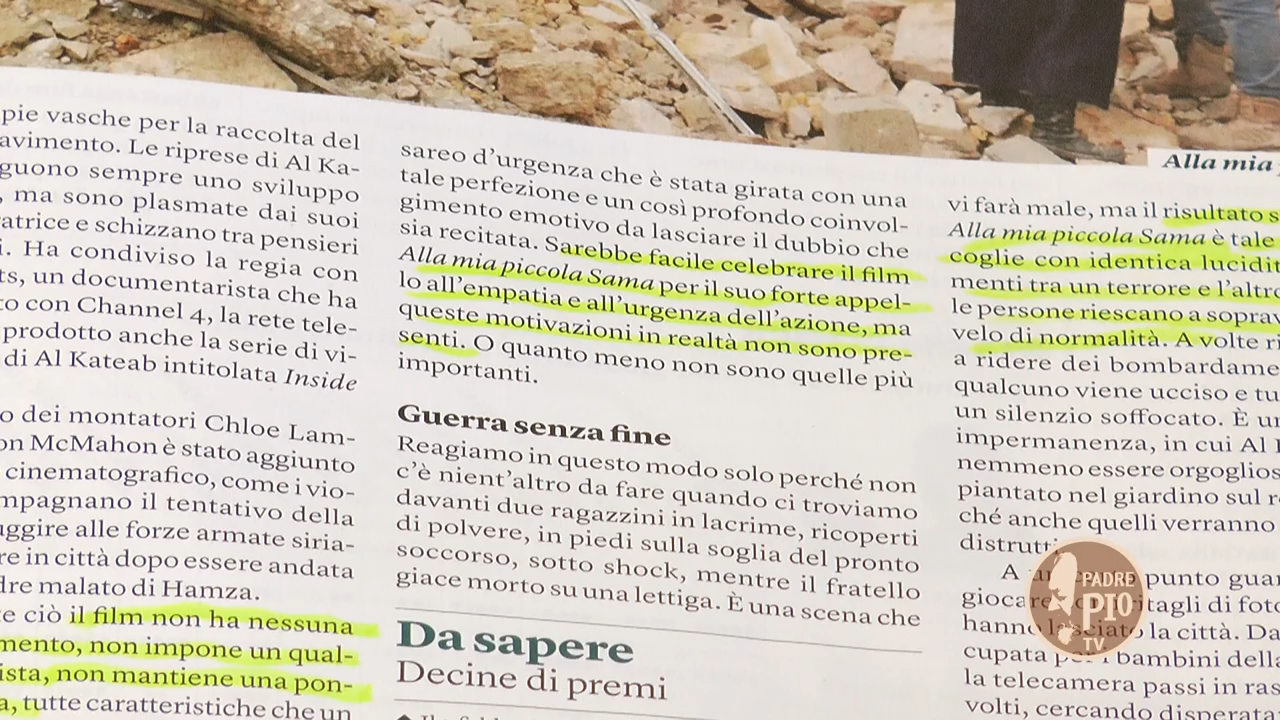 pie vasche per la raccolta del
avimento. Le riprese di Al Ka-
guono sempre uno sviluppo
, ma sono plasmate dai suoi
atrice e schizzano tra pensieri
i. Ha condiviso la regia con
ts, un documentarista che ha
to con Channel 4, la rete tele-
prodotto anche la serie di vi-
di Al Kateab intitolata Inside
o dei montatori Chloe Lam-
on McMahon è stato aggiunto
cinematografico, come i vio-
mpagnano il tentativo della
uggire alle forze armate siria-
re in città dopo essere andata
dre malato di Hamza.
te ciò il film non ha nessuna
mento, non impone un qual-
ista, non mantiene una pon-
a, tutte caratteristiche che un
sareo d'urgenza che è stata girata con una
tale perfezione e un così profondo coinvol-
gimento emotivo da lasciare il dubbio che
sia recitata. Sarebbe facile celebrare il film
Alla mia piccola Sama per il suo forte appel-
lo all'empatia e all'urgenza dell'azione, ma
queste motivazioni in realtà non sono pre-
senti. O quanto meno non sono quelle più
importanti.
Guerra senza fine
Reagiamo in questo modo solo perché non
c'è nient'altro da fare quando ci troviamo
davanti due ragazzini in lacrime, ricoperti
di polvere, in piedi sulla soglia del pronto
soccorso, sotto shock, mentre il fratello
giace morto su una lettiga. È una scena che
Da sapere
Decine di premi
Alla mia
vi farà male, ma il risultato s
Alla mia piccola Sama è tale
coglie con identica lucidit
menti tra un terrore e l'altro
le persone riescano a soprav
velo di normalità. A volte ri
a ridere dei bombardame
qualcuno viene ucciso e tu
un silenzio soffocato. È un
impermanenza, in cui Al
nemmeno essere orgoglios
piantato nel giardino sul r
ché anche quelli verranno
distrutti.
A un punto guar
gioca ritagli di foto
hanno lasciato la città. Da
cupata per i bambini della
la telecamera passi in ras
volti, cercando disperata
PADRE
PIO
TV